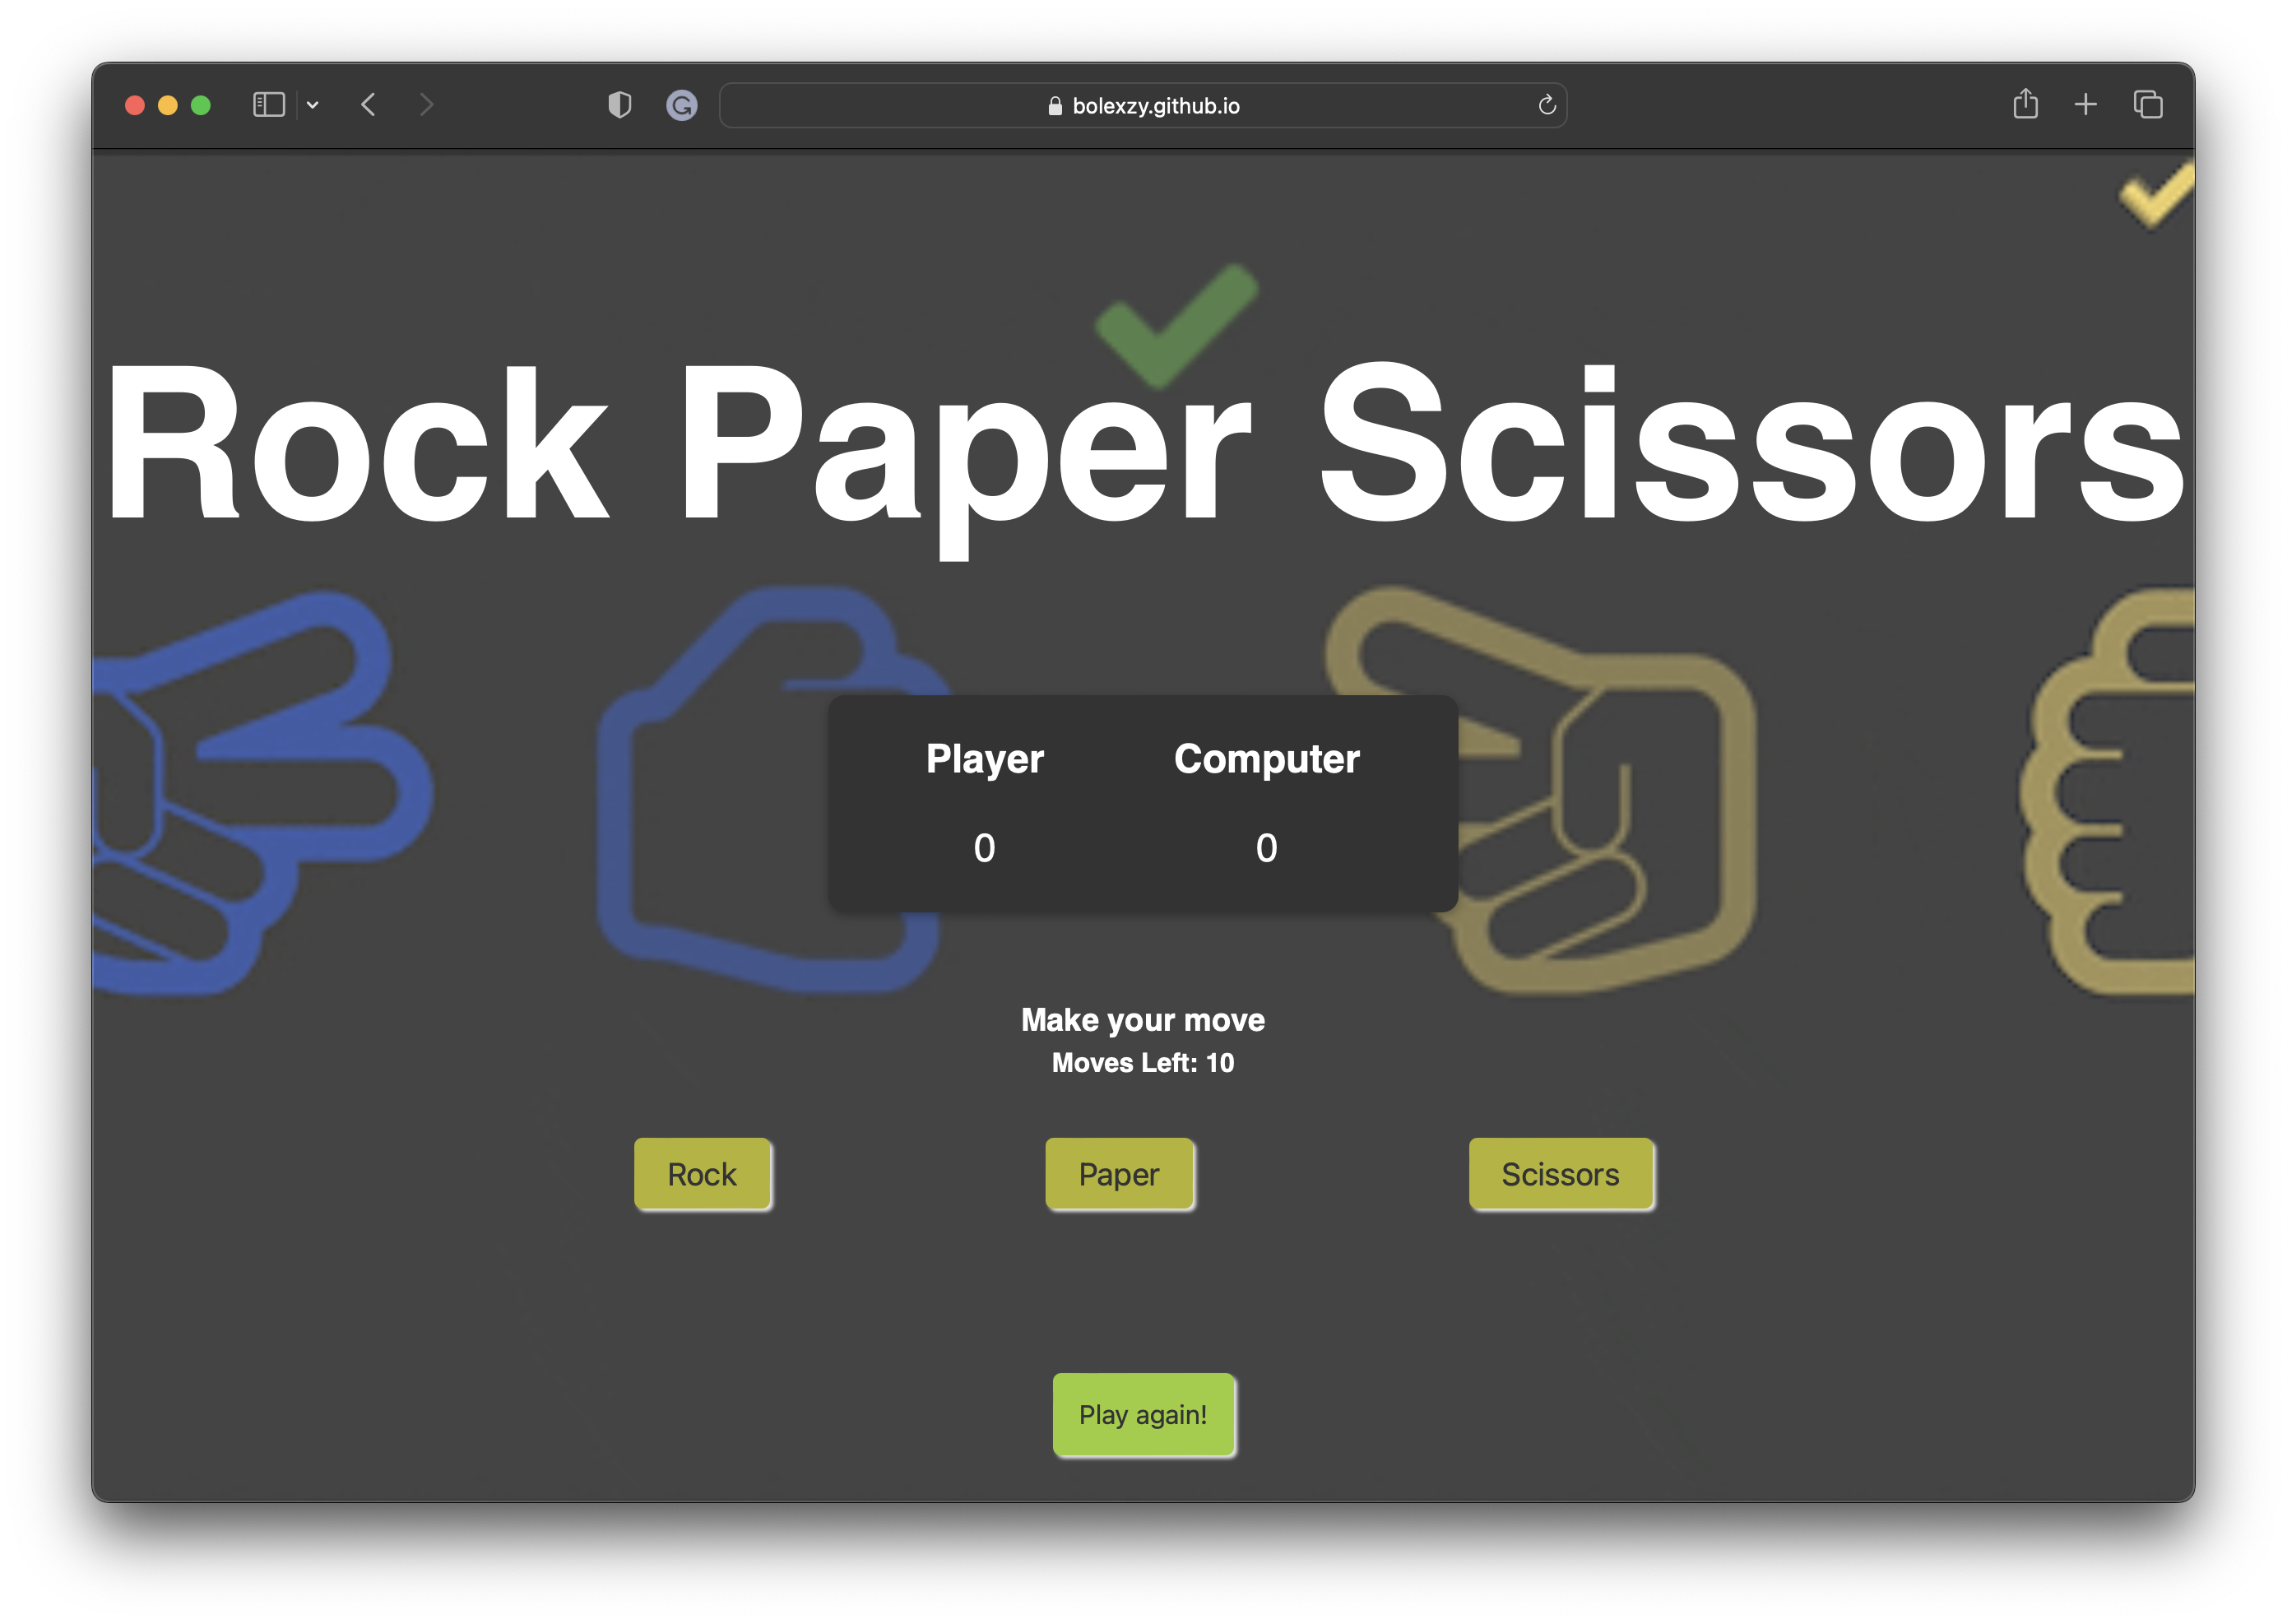 bolexzy.github.io
Rock Paper Scissors
Player Computer
0 0
Make your move
Moves Left: 10
Rock Paper Scissors
Play again!